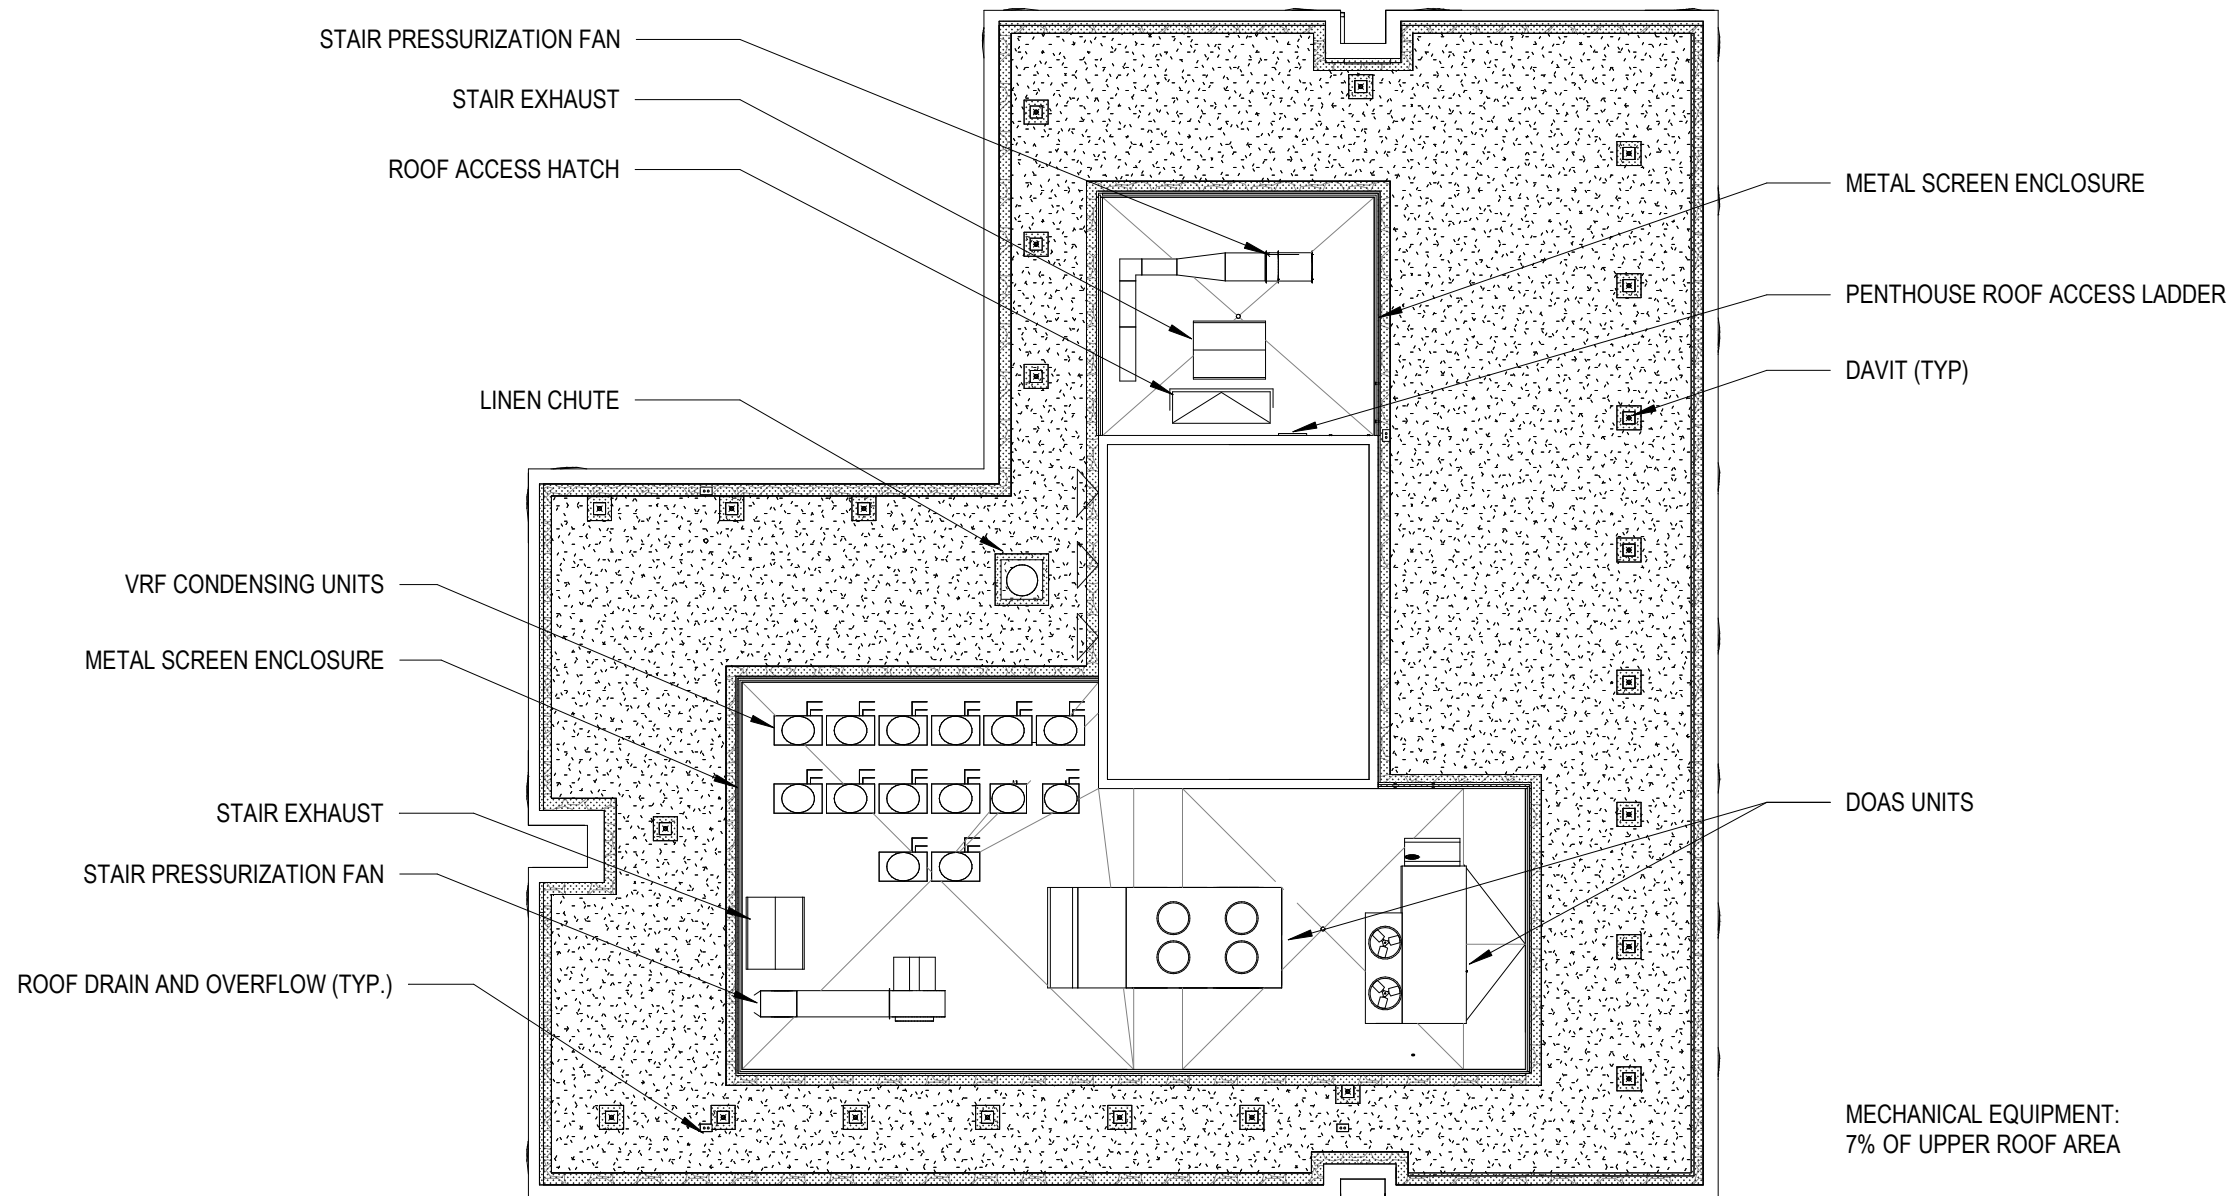 STAIR PRESSURIZATION FAN
STAIR EXHAUST
ROOF ACCESS HATCH
LINEN CHUTE
VRF CONDENSING UNITS
METAL SCREEN ENCLOSURE
STAIR EXHAUST
STAIR PRESSURIZATION FAN
ROOF DRAIN AND OVERFLOW (TYP.)
METAL SCREEN ENCLOSURE
PENTHOUSE ROOF ACCESS LADDER
DAVIT (TYP)
DOAS UNITS
MECHANICAL EQUIPMENT:
7% OF UPPER ROOF AREA